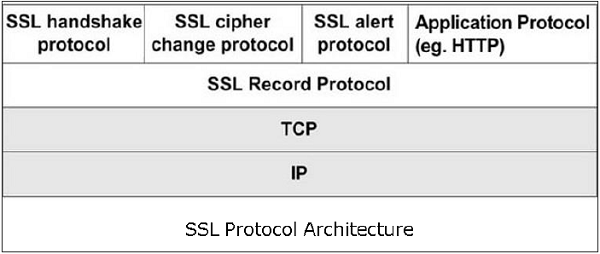 SSL handshake
protocol
SSL cipher
change protocol
SSL alert
protocol
Application Protocol
(eg. HTTP)
SSL Record Protocol
TCP
IP
SSL Protocol Architecture